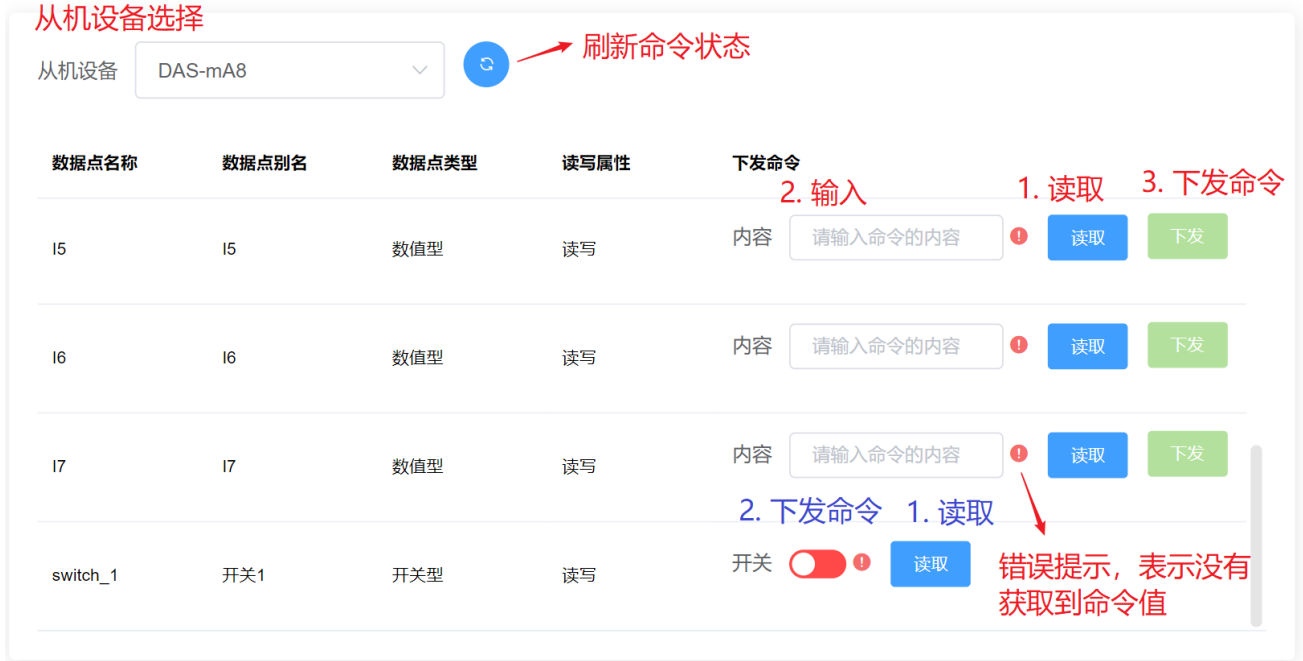 从机设备选择
从机设备 DAS-mA8 刷新命令状态
数据点名称 数据点别名 数据点类型 读写属性 下发命令
2. 输入 1. 读取 3. 下发命令
I5 I5 数值型 读写 内容 请输入命令的内容 读取 下发
I6 I6 数值型 读写 内容 请输入命令的内容 读取 下发
I7 I7 数值型 读写 内容 请输入命令的内容 读取 下发
2. 下发命令 1. 读取
switch_1 开关1 开关型 读写 开关 读取
错误提示，表示没有
获取到命令值